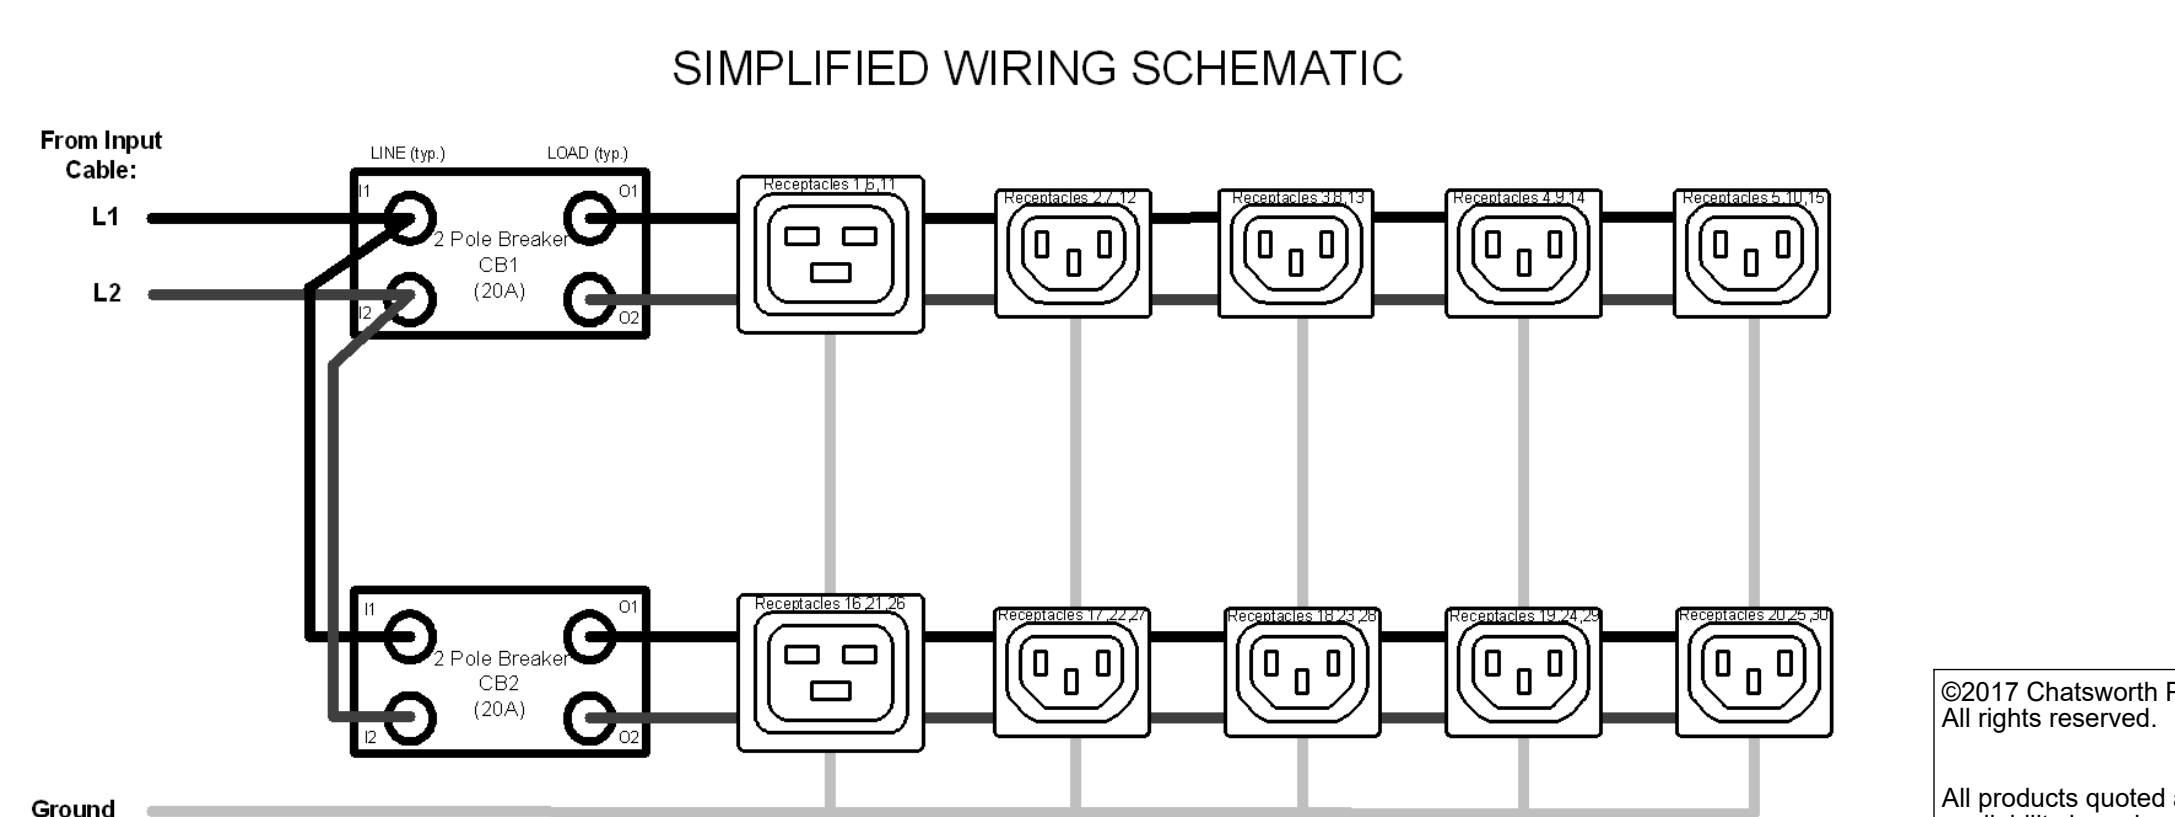 SIMPLIFIED WIRING SCHEMATIC
From Input
Cable:
LINE (typ.)
LOAD (typ.)
L1
L2
I1
O1
2 Pole Breaker
CB1
(20A)
I2
O2
Receptacles 1,6,11
Receptacles 2,7,12
Receptacles 3,8,13
Receptacles 4,9,14
Receptacles 5,10,15
I1
O1
2 Pole Breaker
CB2
(20A)
I2
O2
Receptacles 16,21,26
Receptacles 17,22,27
Receptacles 18,23,28
Receptacles 19,24,29
Receptacles 20,25,30
Ground
©2017 Chatsworth
All rights reserved.
All products quoted